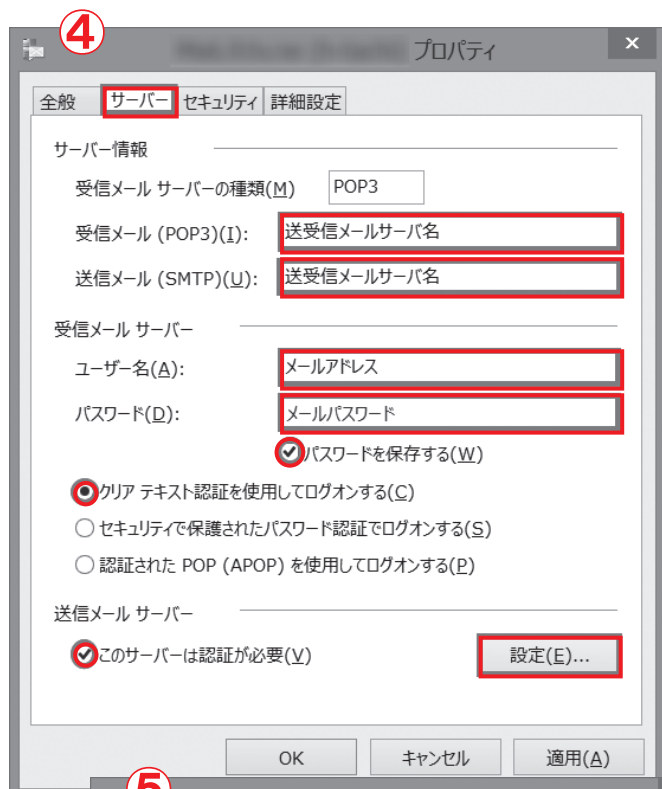 ④
プロパティ
全般 サーバー セキュリティ 詳細設定
サーバー情報
受信メール サーバーの種類(M) POP3
受信メール (POP3)(I): 送受信メールサーバ名
送信メール (SMTP)(U): 送受信メールサーバ名
受信メール サーバー
ユーザー名(A): メールアドレス
パスワード(D): メールパスワード
パスワードを保存する(W)
クリア テキスト認証を使用してログオンする(C)
セキュリティで保護されたパスワード認証でログオンする(S)
認証された POP (APOP) を使用してログオンする(P)
送信メール サーバー
このサーバーは認証が必要(V) 設定(E)...
OK キャンセル 適用(A)
⑤